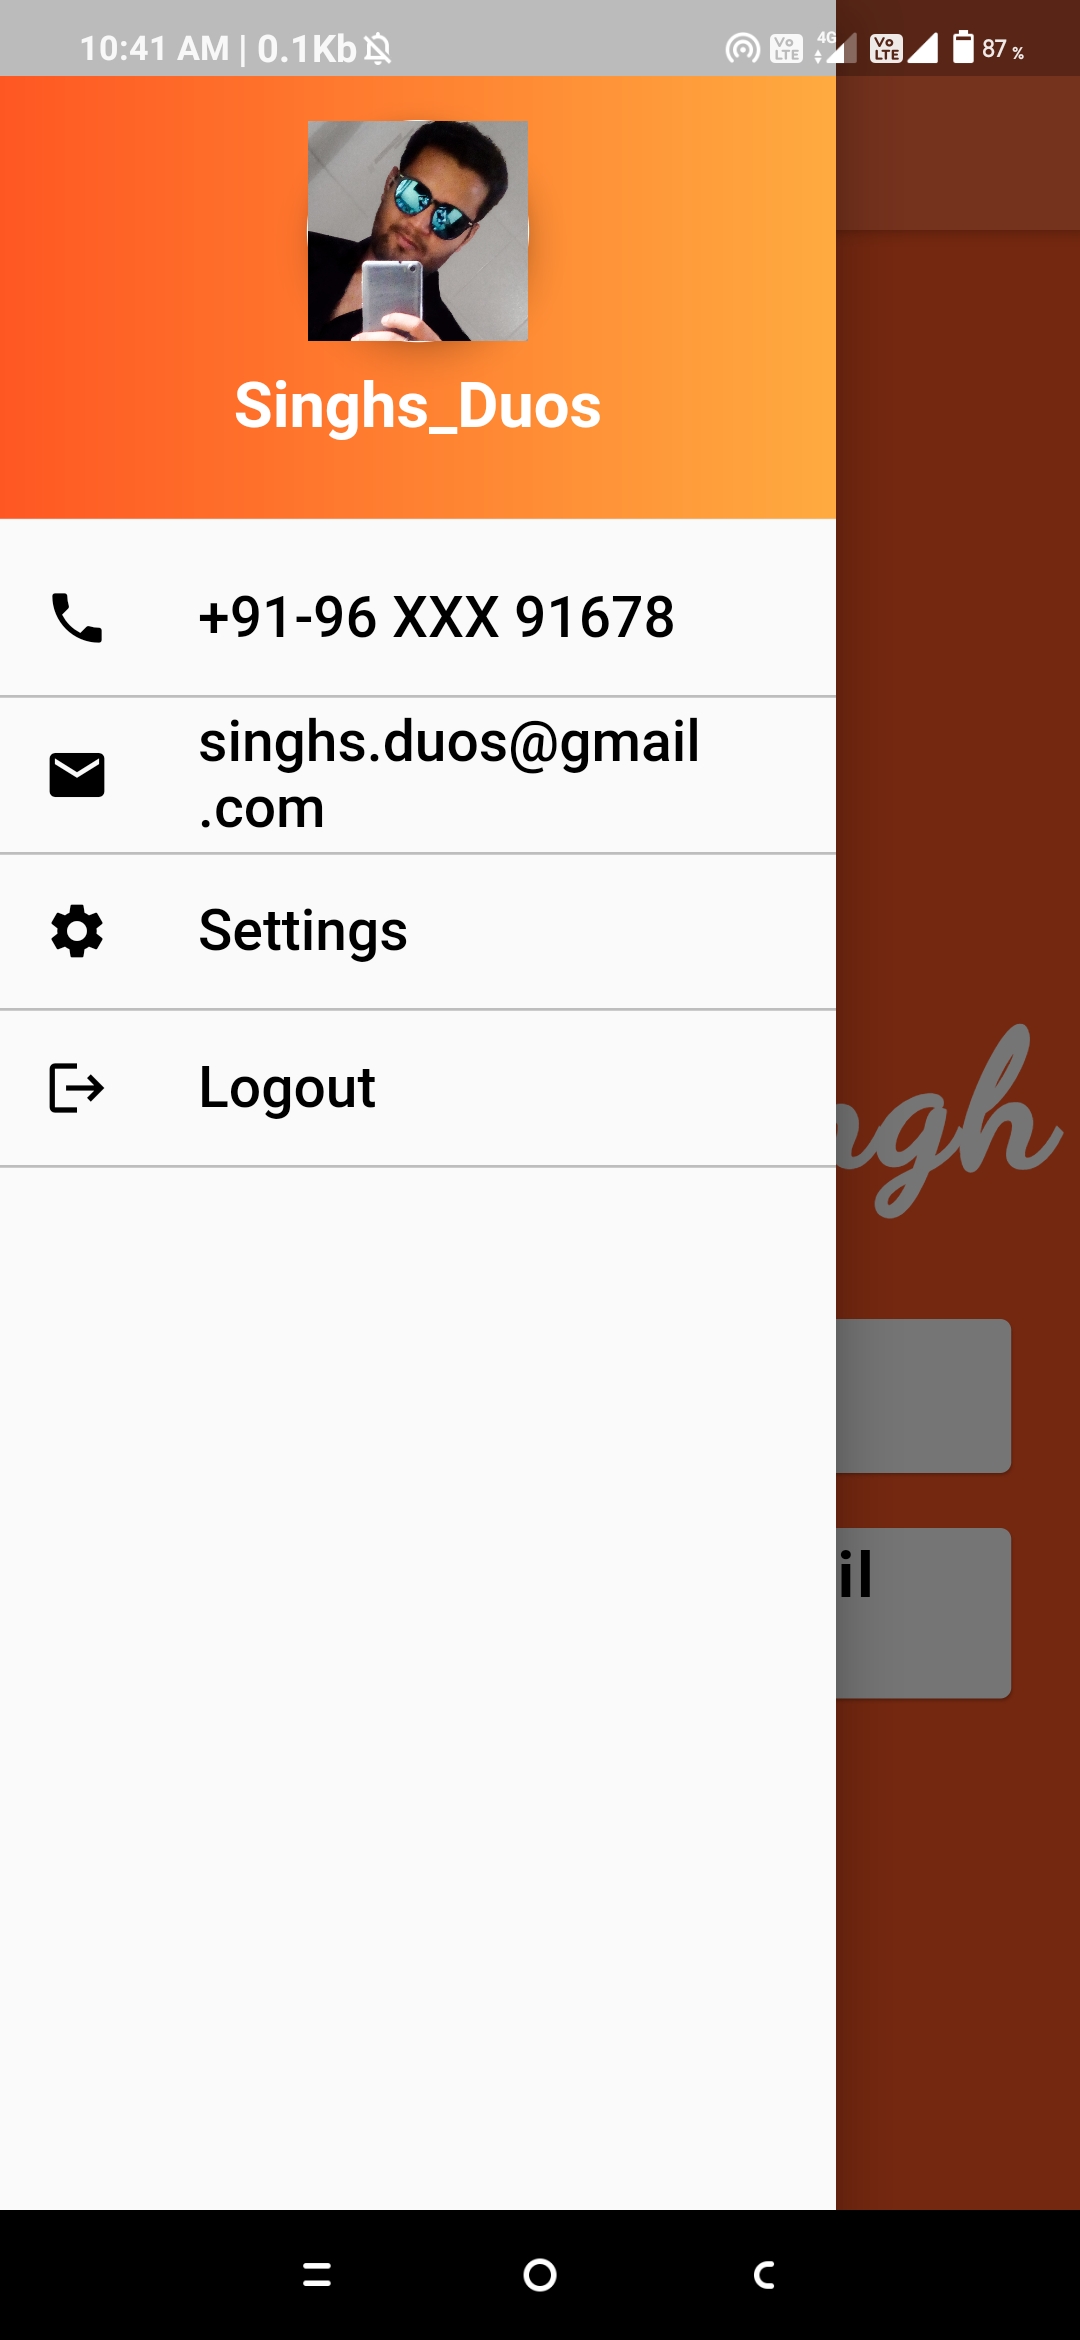 10:41 AM | 0.1Kb
Vo LTE 4G Vo LTE 87 %
Singhs_Duos
+91-96 XXX 91678
singhs.duos@gmail
.com
Settings
Logout
ngh
il